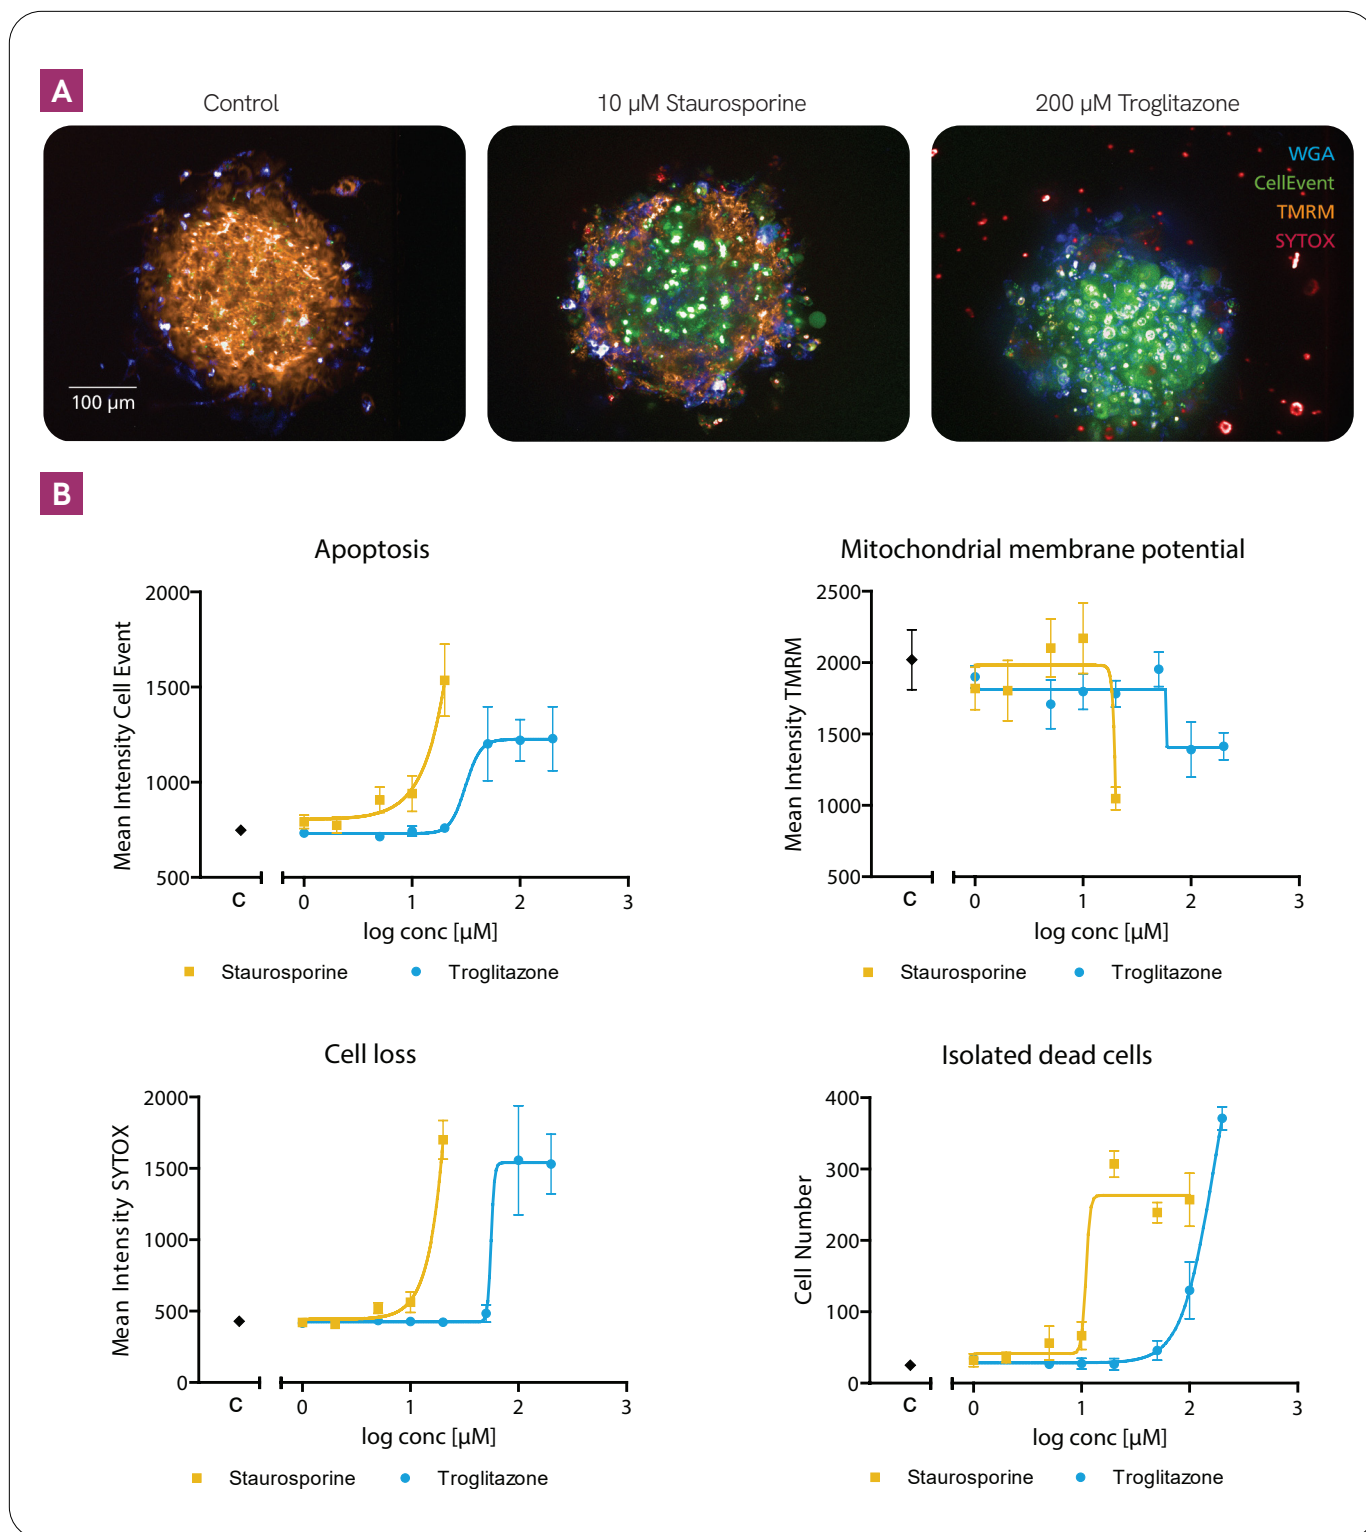 A
Control
10 µM Staurosporine
200 µM Troglitazone
WGA
CellEvent
TMRM
SYTOX
100 µm
B
Apoptosis
Mean Intensity Cell Event
2000
1500
1000
500
C
0 1 2 3
log conc [µM]
Staurosporine Troglitazone
Mitochondrial membrane potential
Mean Intensity TMRM
2500
2000
1500
1000
500
C
0 1 2 3
log conc [µM]
Staurosporine Troglitazone
Cell loss
Mean Intensity SYTOX
2000
1500
1000
500
0
C
0 1 2 3
log conc [µM]
Staurosporine Troglitazone
Isolated dead cells
Cell Number
400
300
200
100
0
C
0 1 2 3
log conc [µM]
Staurosporine Troglitazone